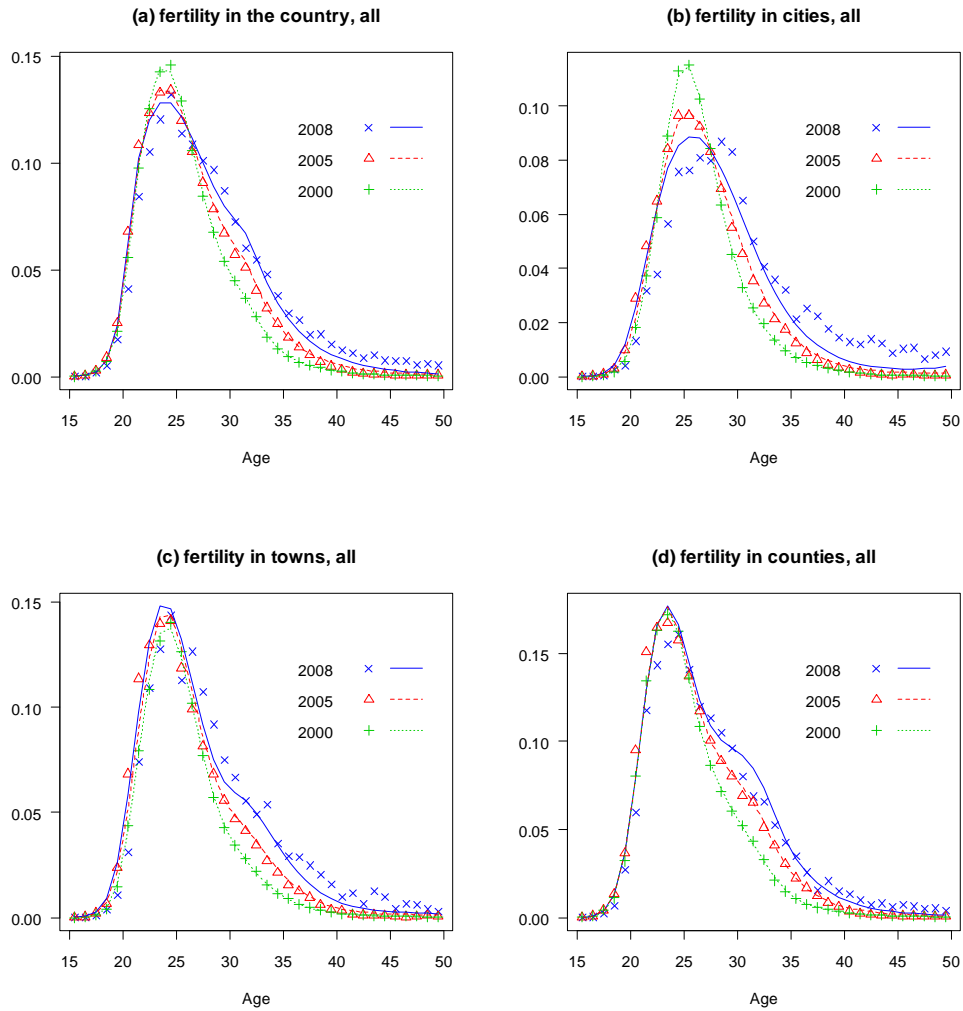 (a) fertility in the country, all
0.15
0.10
0.05
0.00
2008
2005
2000
15 20 25 30 35 40 45 50
Age
(b) fertility in cities, all
0.10
0.08
0.06
0.04
0.02
0.00
2008
2005
2000
15 20 25 30 35 40 45 50
Age
(c) fertility in towns, all
0.15
0.10
0.05
0.00
2008
2005
2000
15 20 25 30 35 40 45 50
Age
(d) fertility in counties, all
0.15
0.10
0.05
0.00
2008
2005
2000
15 20 25 30 35 40 45 50
Age